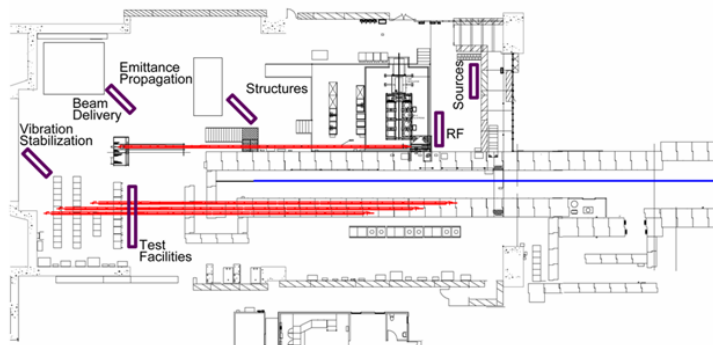 Emittance
Propagation
Structures
Sources
Beam
Delivery
RF
Vibration
Stabilization
Test
Facilities